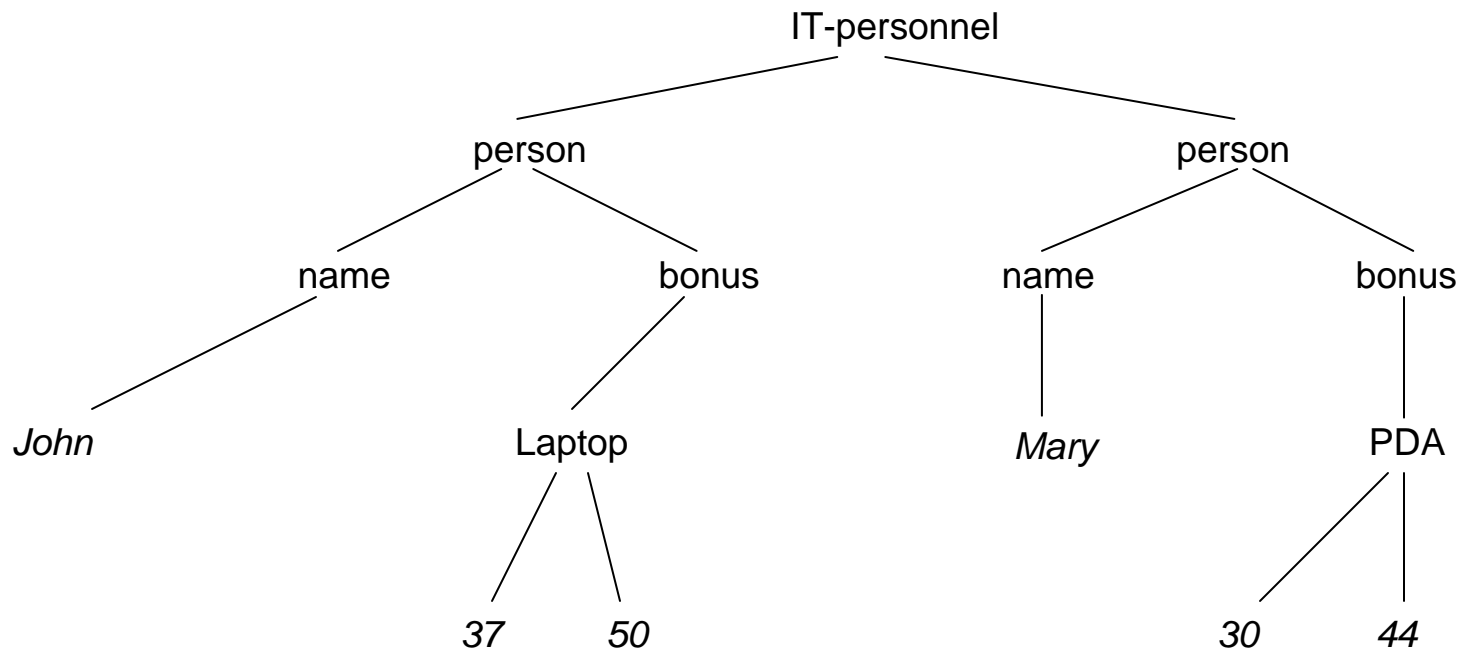 IT-personnel
person person
name bonus name bonus
John Laptop Mary PDA
37 50 30 44